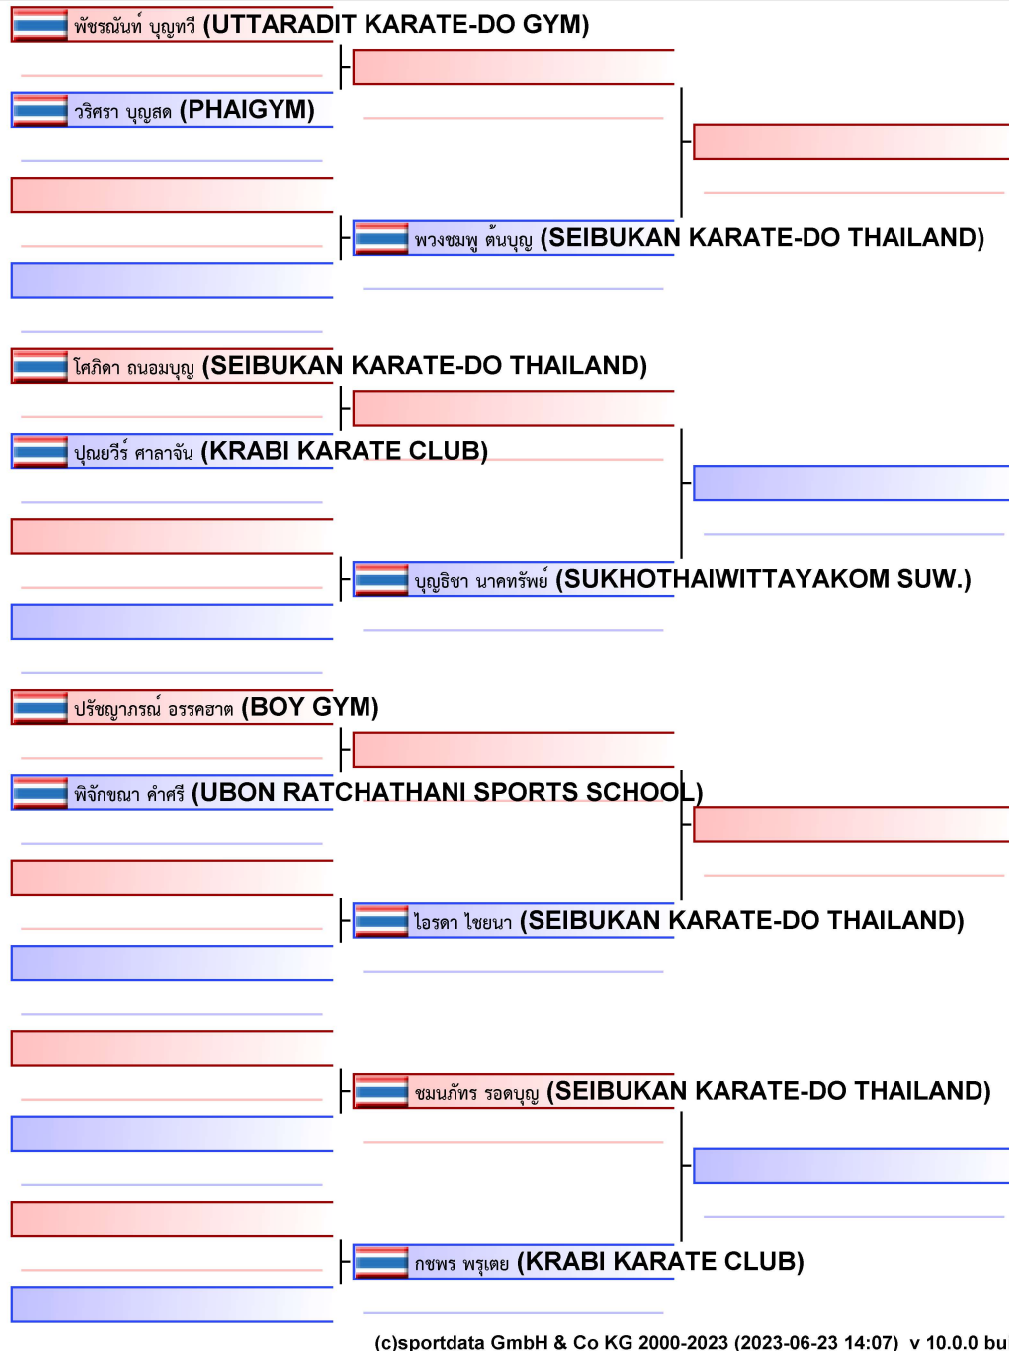 พัชรณันท์ บุญทวี (UTTARADIT KARATE-DO GYM)
วริศรา บุญสด (PHAIGYM)
พวงชมพู ต้นบุญ (SEIBUKAN KARATE-DO THAILAND)
โศภิดา ถนอมบุญ (SEIBUKAN KARATE-DO THAILAND)
ปุณยวีร์ ศาลาจัน (KRABI KARATE CLUB)
บุญธิชา นาคทรัพย์ (SUKHOTHAIWITTAYAKOM SUW.)
ปรัชญาภรณ์ อรรคฮาต (BOY GYM)
พิจักขณา คำศรี (UBON RATCHATHANI SPORTS SCHOOL)
ไอรดา ไชยนา (SEIBUKAN KARATE-DO THAILAND)
ชมนภัทร รอดบุญ (SEIBUKAN KARATE-DO THAILAND)
กชพร พรุเตย (KRABI KARATE CLUB)
(c)sportdata GmbH & Co KG 2000-2023 (2023-06-23 14:07) v 10.0.0 bui